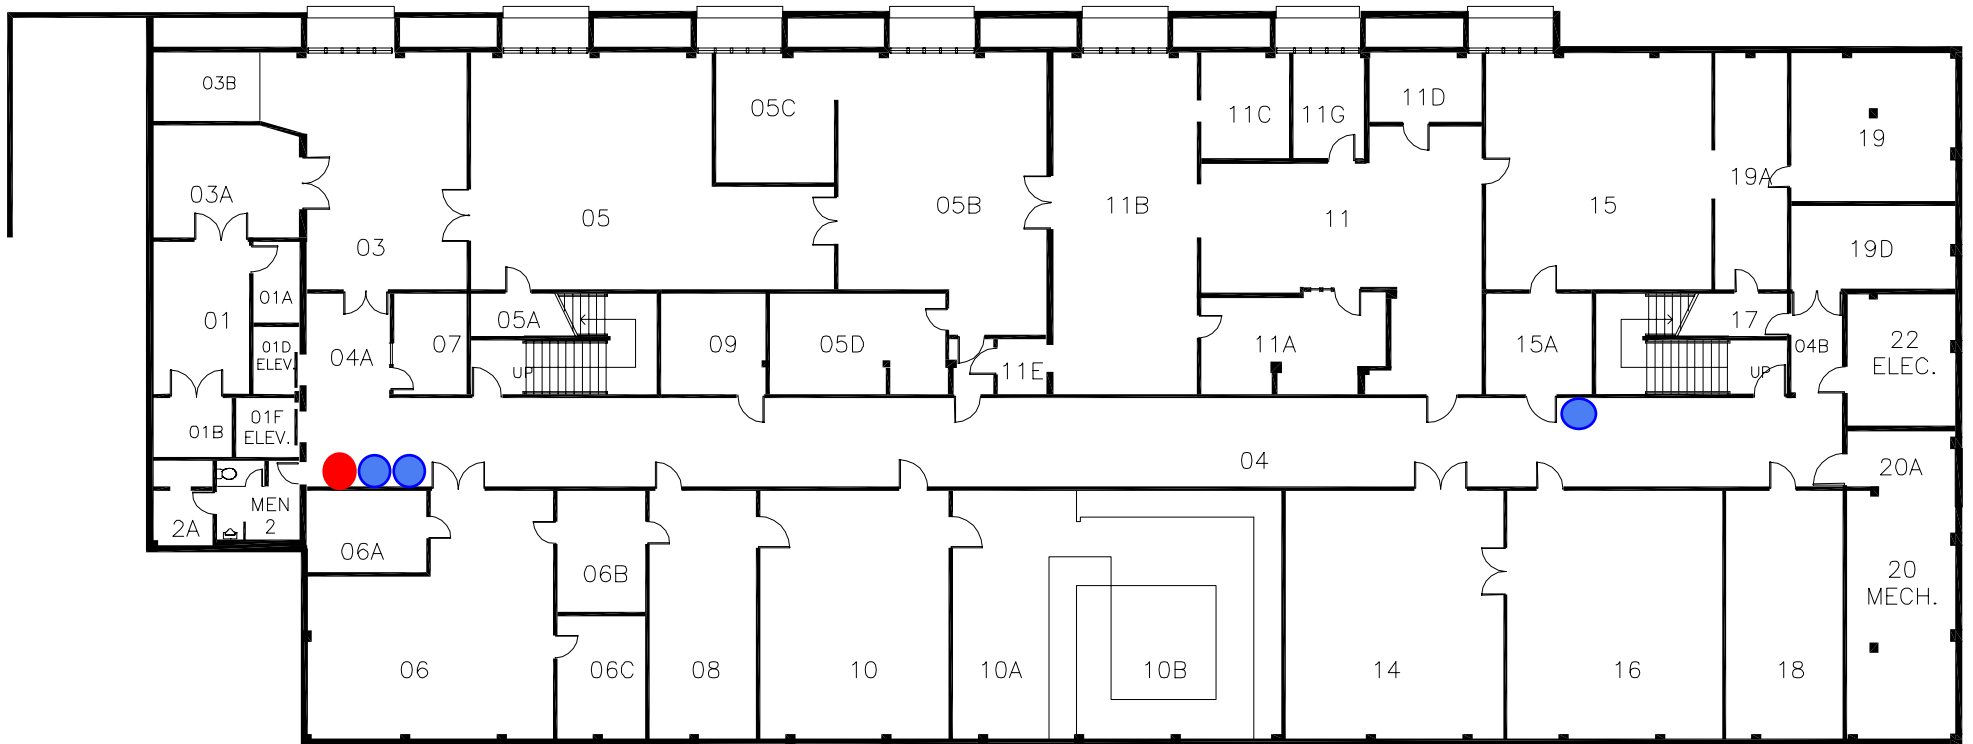 03B
05C
11C
11G
11D
19
03A
05
05B
11B
11
15
19A
03
19D
01A
01
05A
17
04A
07
09
05D
11A
15A
04B
22
ELEC.
01D
ELEV.
UP
11E
UP
01B
01F
ELEV.
04
20A
MEN
2
2A
06A
06B
20
MECH.
06
06C
08
10
10A
10B
14
16
18